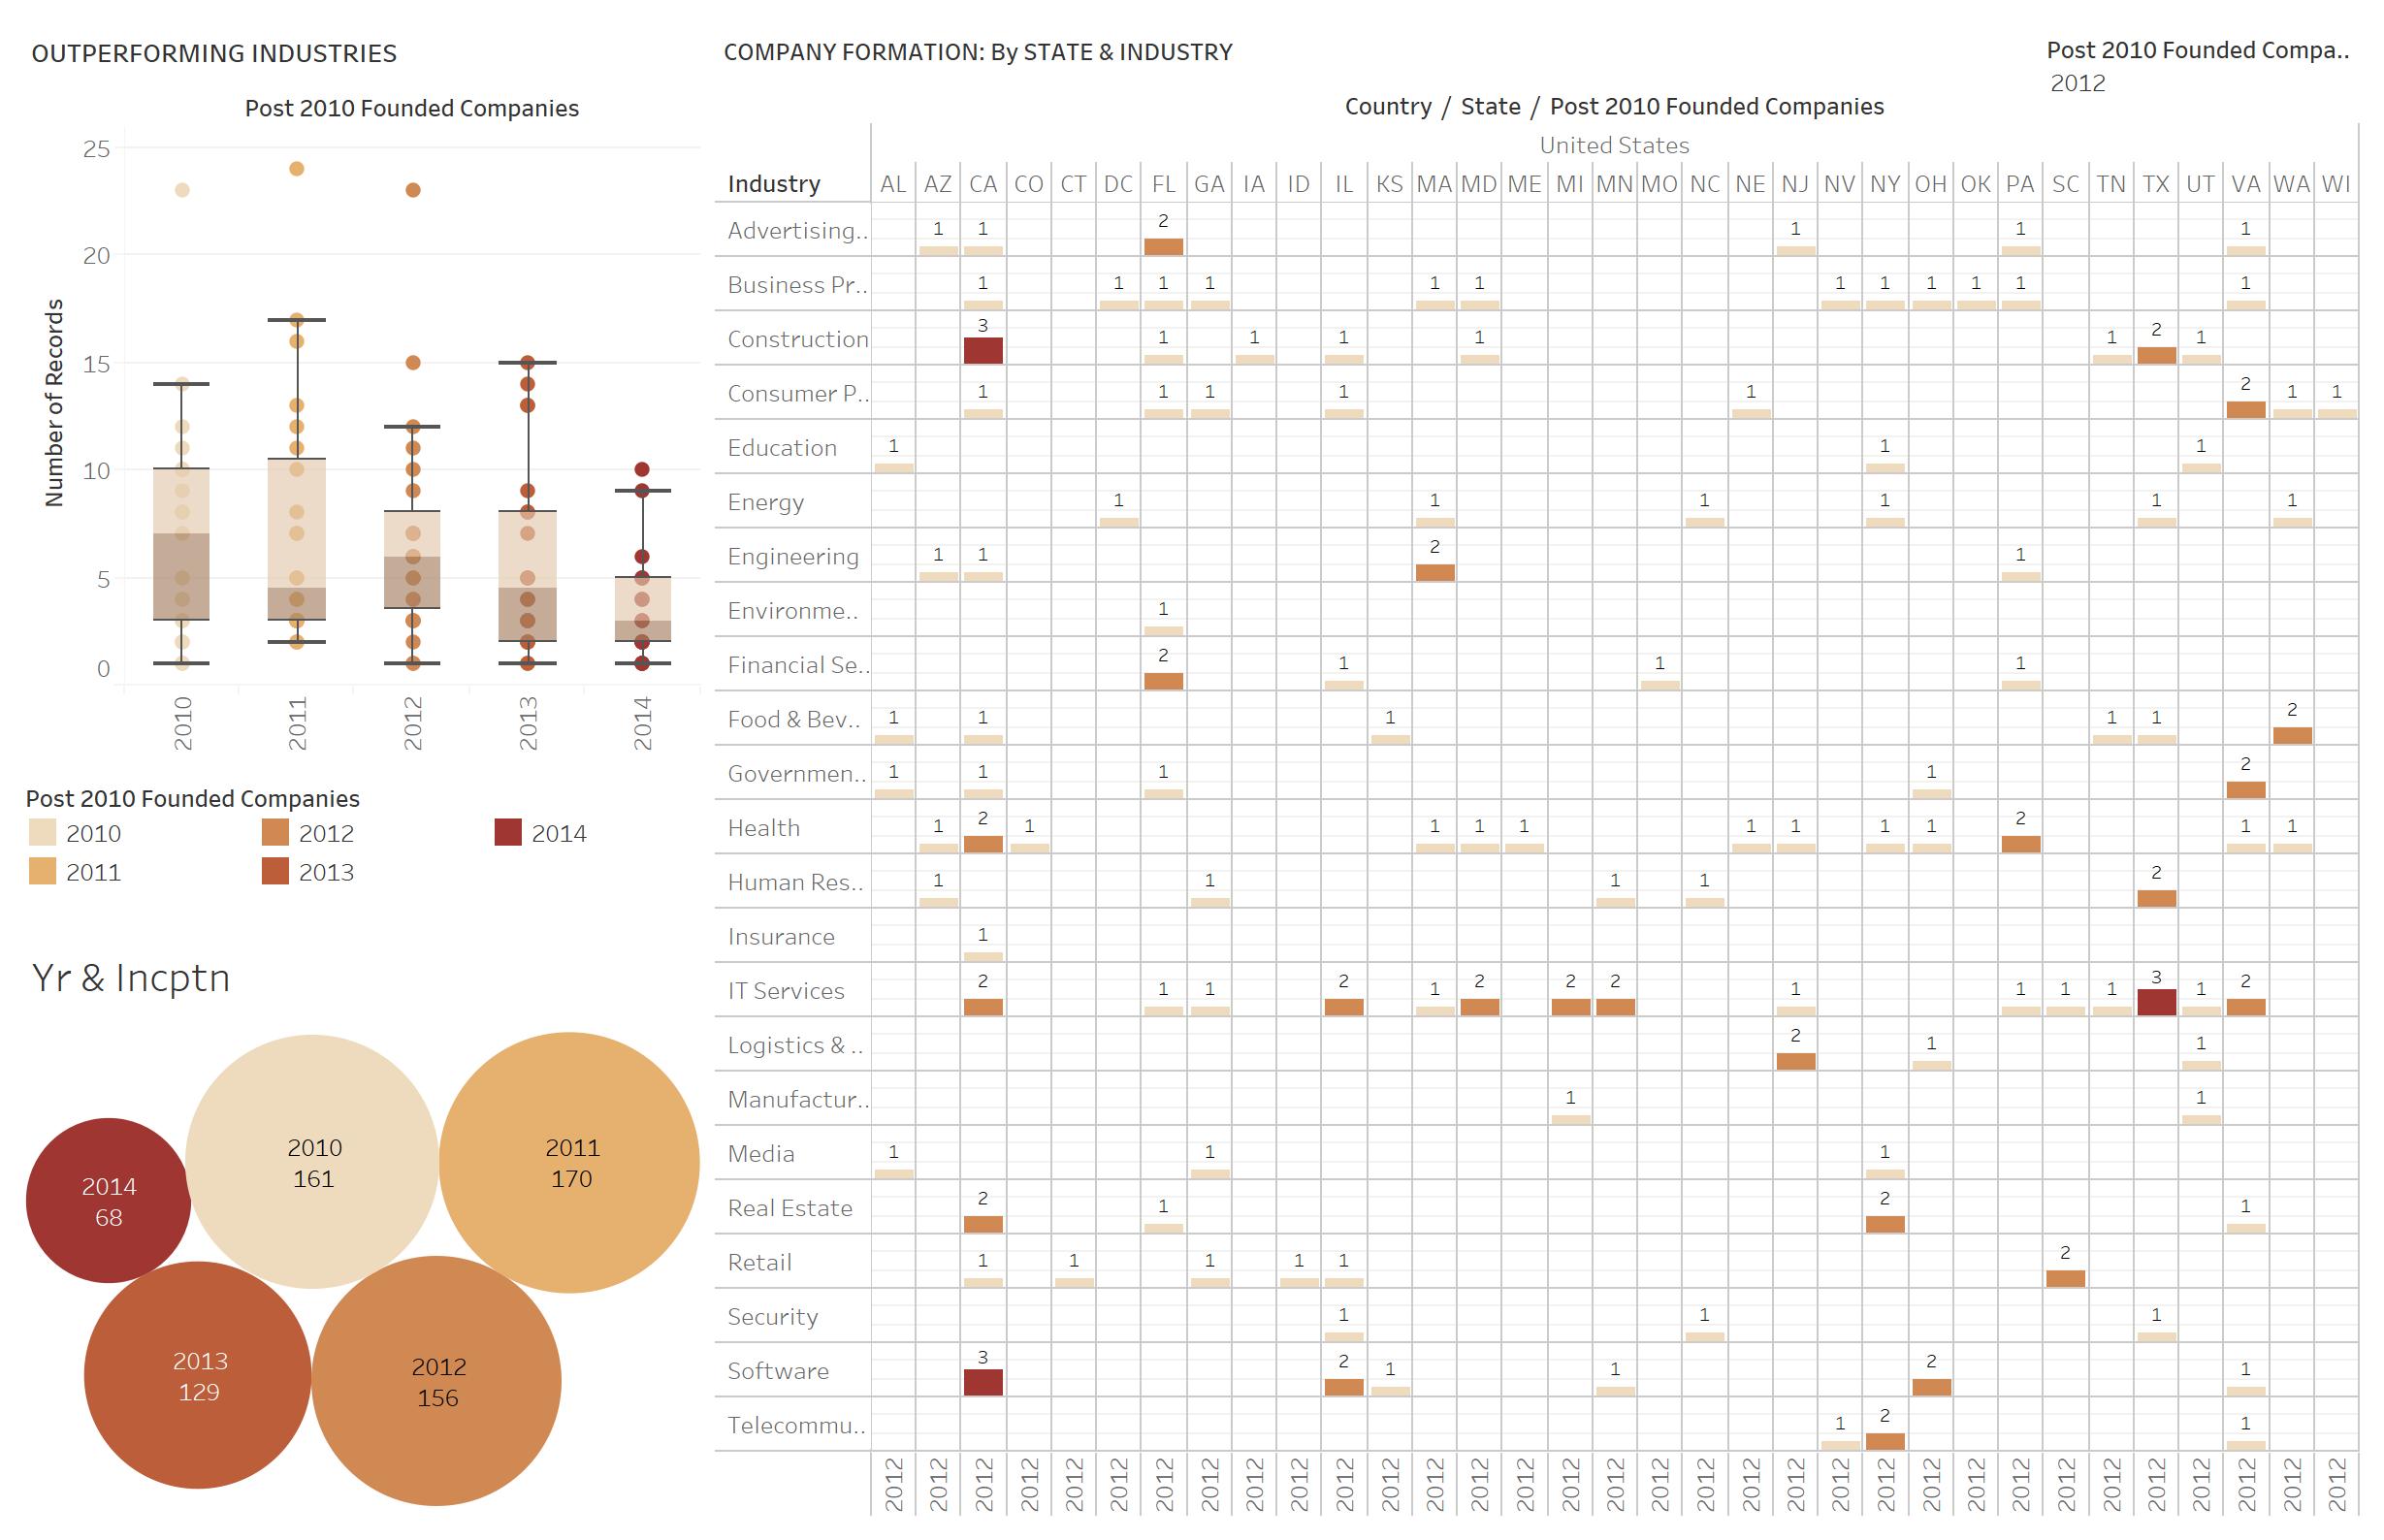 OUTPERFORMING INDUSTRIES
Post 2010 Founded Companies
Number of Records
25
20
15
10
5
0
2010 2011 2012 2013 2014
Post 2010 Founded Companies
2010 2012 2014
2011 2013
Yr & Incptn
2010
161
2011
170
2014
68
2013
129
2012
156
COMPANY FORMATION: By STATE & INDUSTRY
Post 2010 Founded Compa..
2012
Country / State / Post 2010 Founded Companies
United States
Industry AL AZ CA CO CT DC FL GA IA ID IL KS MA MD ME MI MN MO NC NE NJ NV NY OH OK PA SC TN TX UT VA WA WI
Advertising.. 1 1 2 1 1 1
Business Pr.. 1 1 1 1 1 1 1 1 1 1 1 1
Construction 3 1 1 1 1 1 2 1
Consumer P.. 1 1 1 1 1 2 1 1
Education 1 1 1
Energy 1 1 1 1 1 1
Engineering 1 1 2 1
Environme.. 1
Financial Se.. 2 1 1 1
Food & Bev.. 1 1 1 1 1 2
Governmen.. 1 1 1 1 2
Health 1 2 1 1 1 1 1 1 1 1 2 1 1
Human Res.. 1 1 1 1 2
Insurance 1
IT Services 2 1 1 2 1 2 2 2 1 1 1 1 3 1 2
Logistics & .. 2 1 1
Manufactur.. 1 1
Media 1 1 1
Real Estate 2 1 2 1
Retail 1 1 1 1 1 2
Security 1 1 1
Software 3 2 1 1 2 1
Telecommu.. 1 2 1
2012 2012 2012 2012 2012 2012 2012 2012 2012 2012 2012 2012 2012 2012 2012 2012 2012 2012 2012 2012 2012 2012 2012 2012 2012 2012 2012 2012 2012 2012 2012 2012 2012